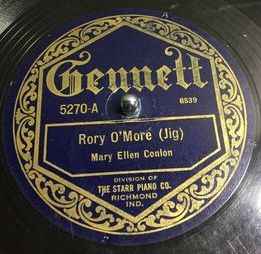 A
Gennett
5270-A 8539
Rory O'More (Jig)
Mary Ellen Conlon
DIVISION OF
THE STARR PIANO CO.
RICHMOND
IND.